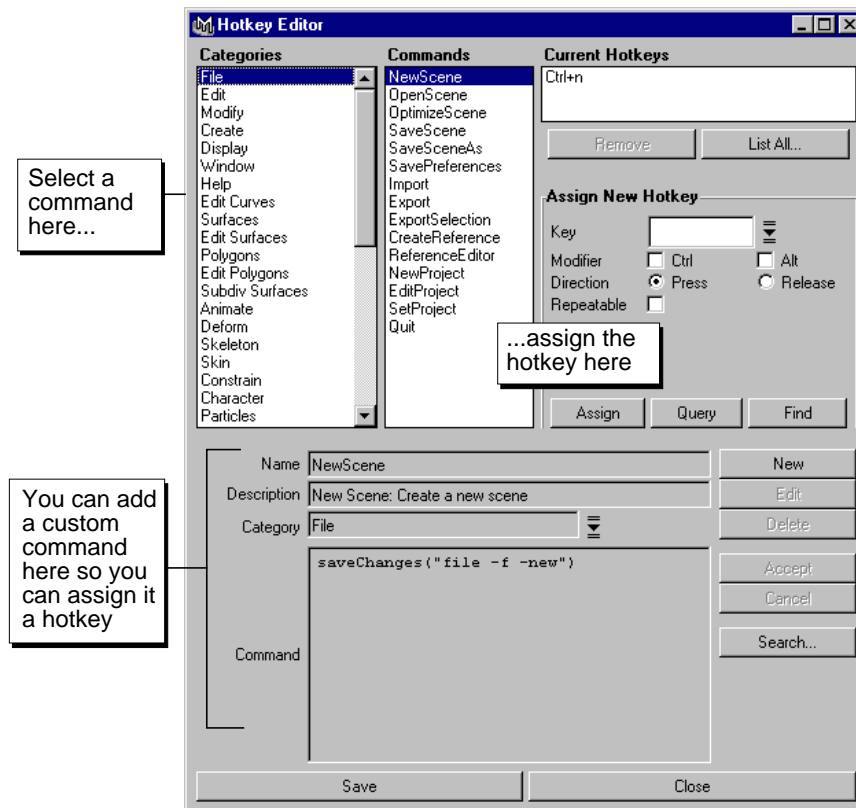 Hotkey Editor
Categories
File
Edit
Modify
Create
Display
Window
Help
Edit Curves
Surfaces
Edit Surfaces
Polygons
Edit Polygons
Subdiv Surfaces
Animate
Deform
Skeleton
Skin
Constrain
Character
Particles
Commands
NewScene
OpenScene
OptimizeScene
SaveScene
SaveSceneAs
SavePreferences
Import
Export
ExportSelection
CreateReference
ReferenceEditor
NewProject
EditProject
SetProject
Quit
Current Hotkeys
Ctrl+n
Remove
List All...
Assign New Hotkey
Key
Modifier Ctrl Alt
Direction Press Release
Repeatable
Assign Query Find
Select a
command
here...
...assign the
hotkey here
You can add
a custom
command
here so you
can assign it
a hotkey
Name NewScene
Description New Scene: Create a new scene
Category File
Command saveChanges("file -f -new")
New
Edit
Delete
Accept
Cancel
Search...
Save
Close